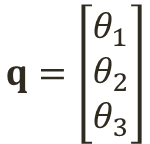 q = [θ₁
θ₂
θ₃]